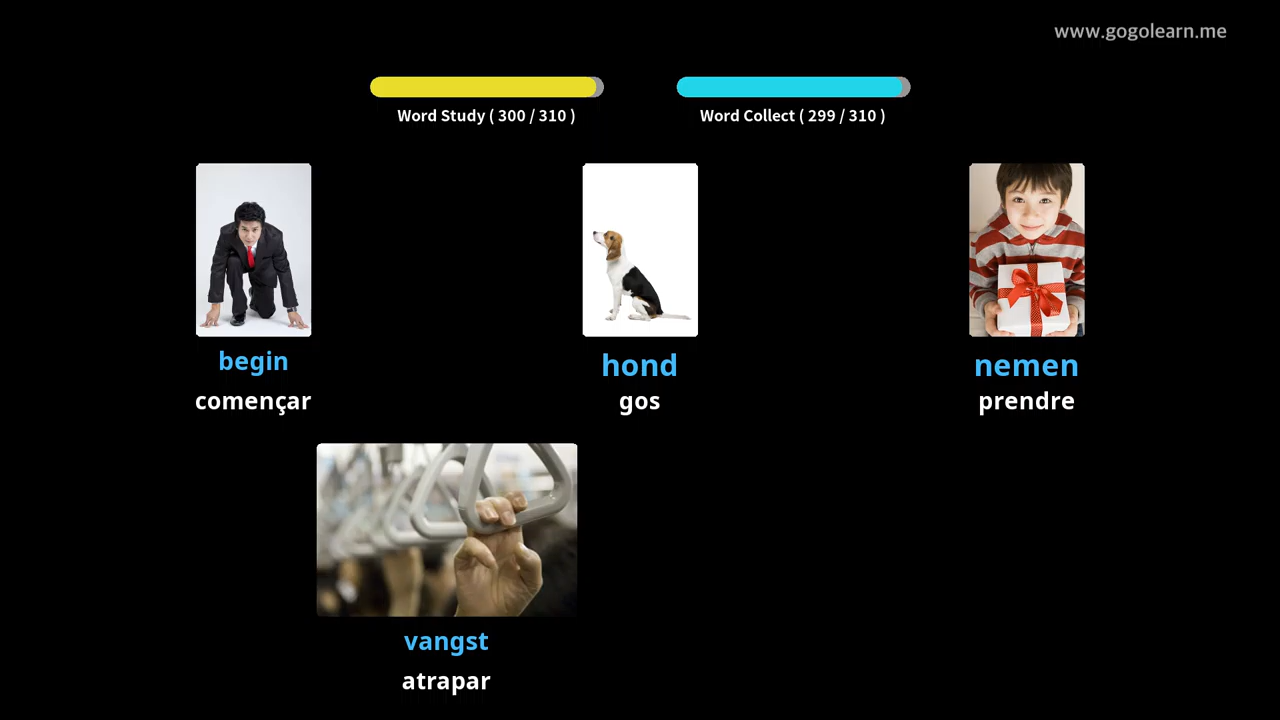 www.gogolearn.me
Word Study ( 300 / 310 )
Word Collect ( 299 / 310 )
begin
començar
hond
gos
nemen
prendre
vangst
atrapar